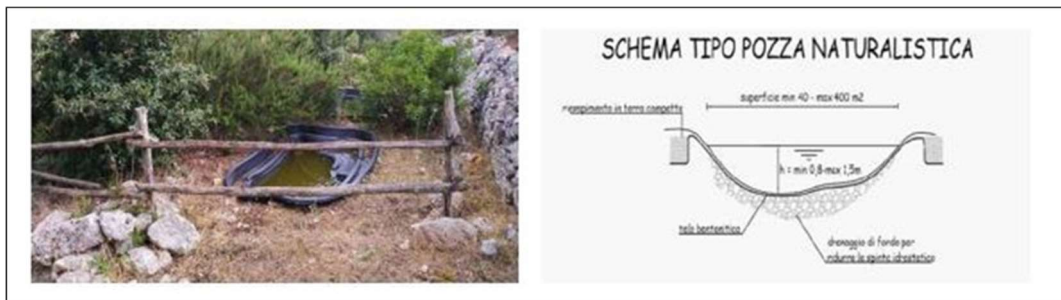 SCHEMA TIPO POZZA NATURALISTICA
superficie min 40 - max 400 m2
riempimento in terra compatta
h = min 0,8-max 1,5m
telo bentonitico
drenaggio di fondo per
ridurre la spinta idrostatica